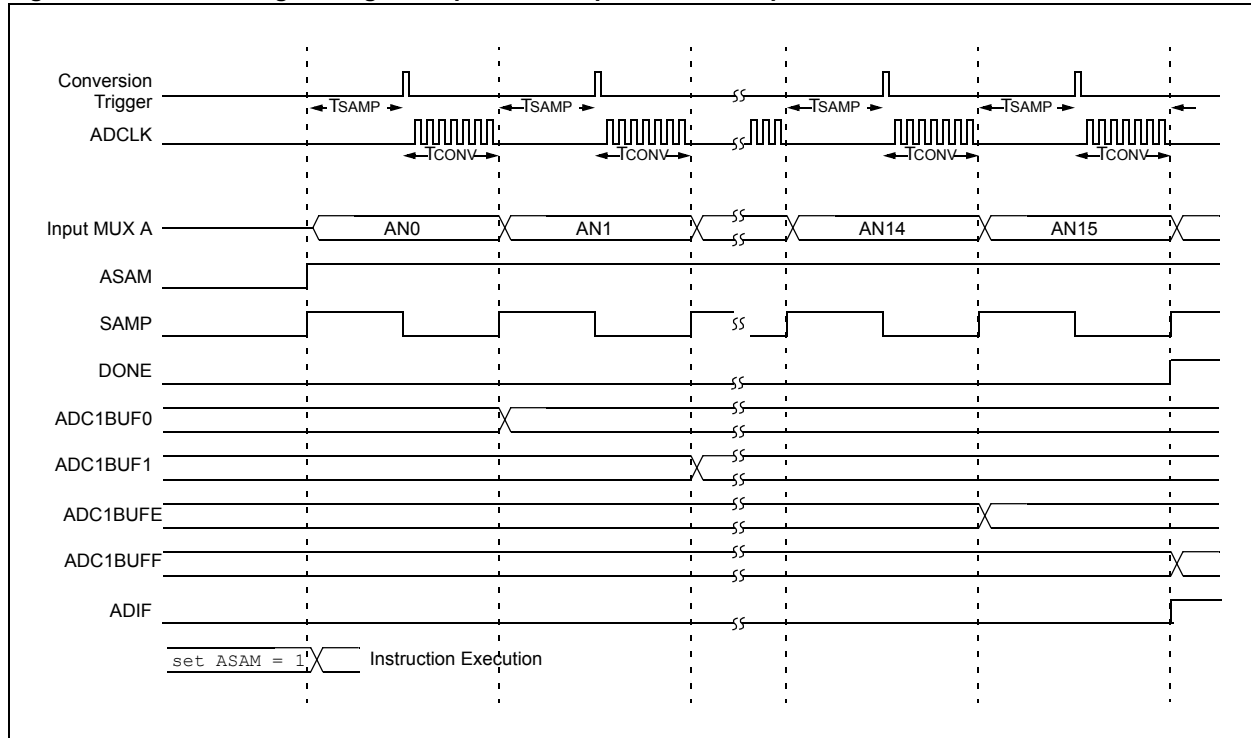 Conversion
Trigger
TSAMP TSAMP TSAMP TSAMP
ADCLK
TCONV TCONV TCONV TCONV
Input MUX A AN0 AN1 AN14 AN15
ASAM
SAMP
DONE
ADC1BUF0
ADC1BUF1
ADC1BUFE
ADC1BUFF
ADIF
set ASAM = 1 Instruction Execution